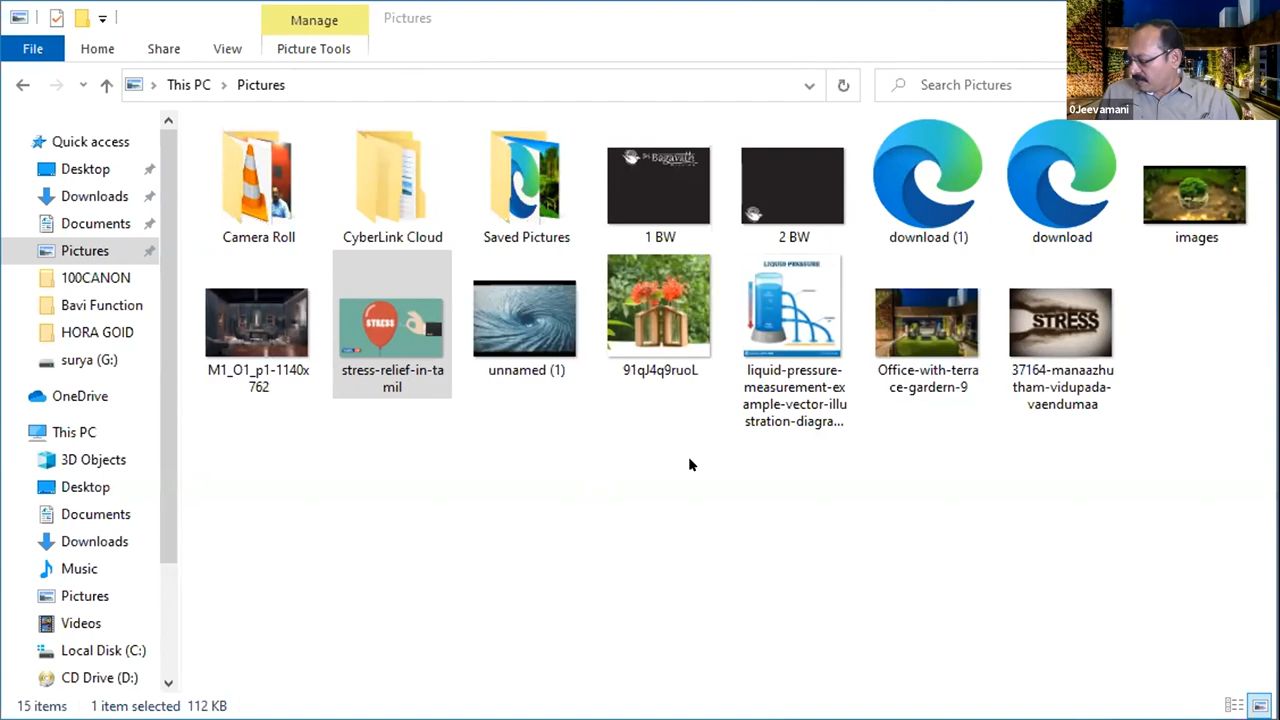 Manage
Pictures
File
Home
Share
View
Picture Tools
This PC
Pictures
Search Pictures
0Jeevamani
Quick access
Desktop
Downloads
Documents
Pictures
100CANON
Bavi Function
HORA GOID
surya (G:)
OneDrive
This PC
3D Objects
Desktop
Documents
Downloads
Music
Pictures
Videos
Local Disk (C:)
CD Drive (D:)
Bagavath
Camera Roll
CyberLink Cloud
Saved Pictures
1 BW
2 BW
download (1)
download
images
STRESS
LIQUID PRESSURE
STRESS
M1_O1_p1-1140x
762
stress-relief-in-ta
mil
unnamed (1)
91qJ4q9ruoL
liquid-pressure-
measurement-ex
ample-vector-illu
stration-diagra...
Office-with-terra
ce-gardern-9
37164-manaazhu
tham-vidupada-
vaendumaa
15 items
1 item selected
112 KB